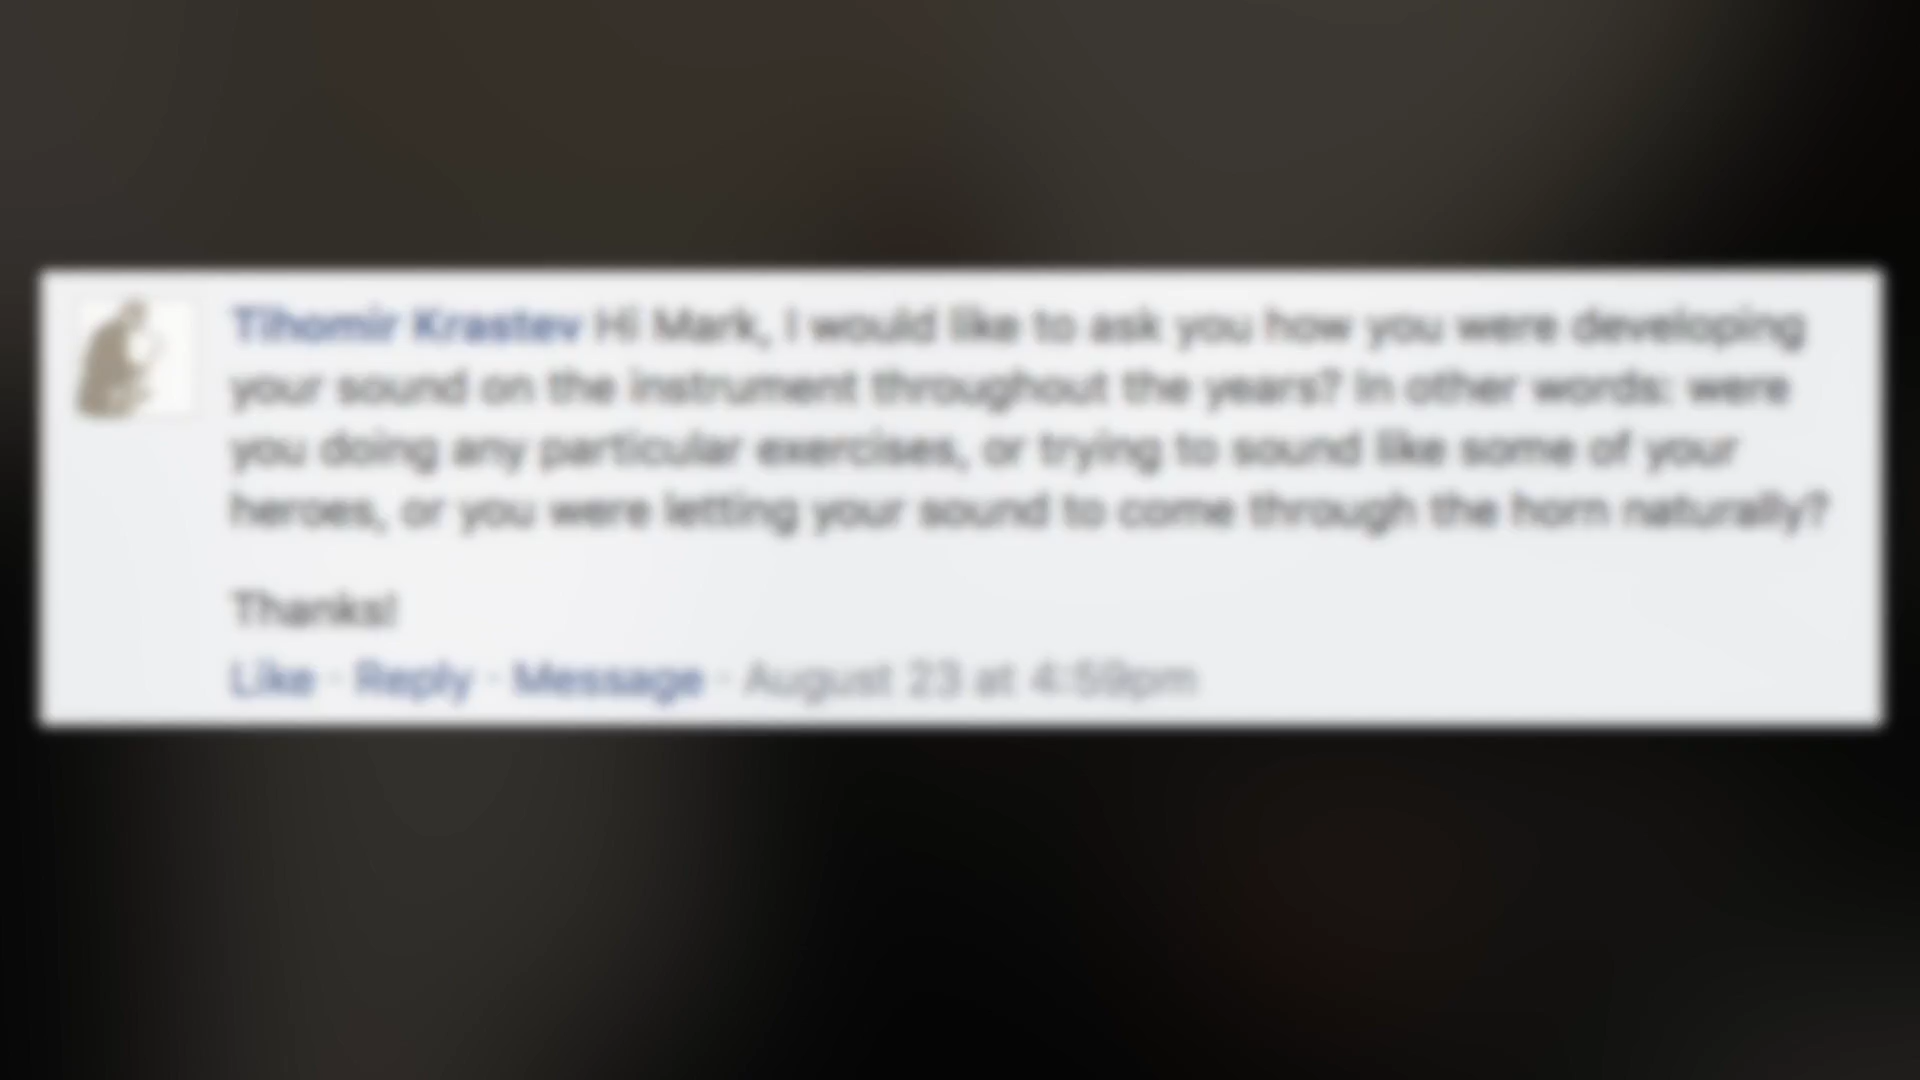 Tihomir Krastev Hi Mark, I would like to ask you how you were developing
your sound on the instrument throughout the years? In other words: were
you doing any particular exercises, or trying to sound like some of your
heroes, or you were letting your sound to come through the horn naturally?
Thanks!
Like · Reply · Message · August 23 at 4:59pm